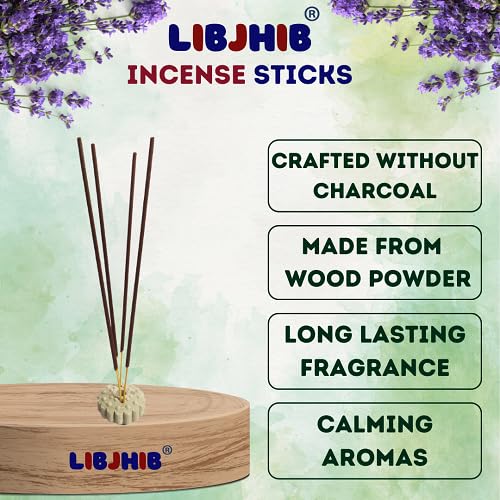 LIBJHIB®
INCENSE STICKS
CRAFTED WITHOUT
CHARCOAL
MADE FROM
WOOD POWDER
LONG LASTING
FRAGRANCE
CALMING
AROMAS
LIBJHIB®